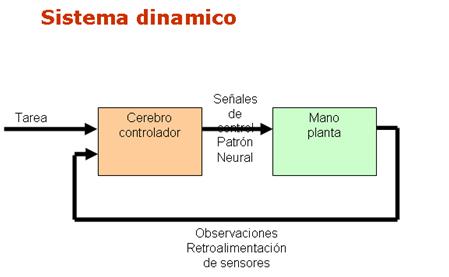 Sistema dinamico
Tarea
Cerebro
controlador
Señales
de
control
Patrón
Neural
Mano
planta
Observaciones
Retroalimentación
de sensores